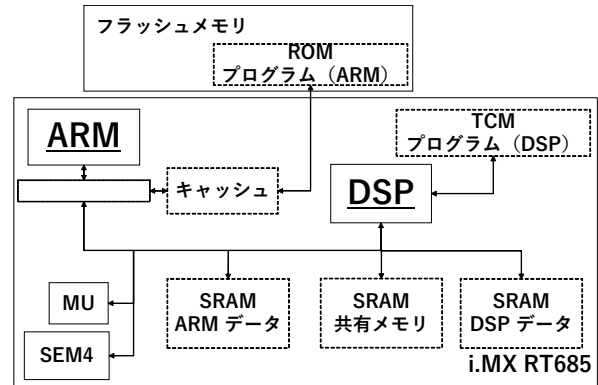 フラッシュメモリ
ROM
プログラム（ARM）
ARM
TCM
プログラム（DSP）
キャッシュ
DSP
MU
SRAM
ARM データ
SRAM
共有メモリ
SRAM
DSP データ
SEM4
i.MX RT685